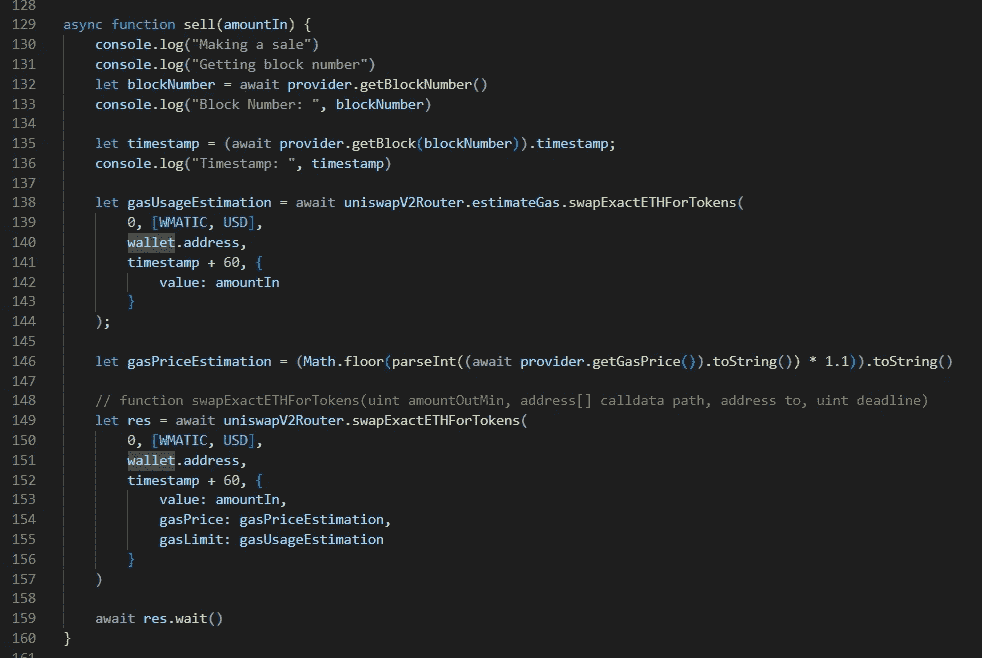 128
129 async function sell(amountIn) {
130 console.log("Making a sale")
131 console.log("Getting block number")
132 let blockNumber = await provider.getBlockNumber()
133 console.log("Block Number: ", blockNumber)
134
135 let timestamp = (await provider.getBlock(blockNumber)).timestamp;
136 console.log("Timestamp: ", timestamp)
137
138 let gasUsageEstimation = await uniswapV2Router.estimateGas.swapExactETHForTokens(
139 0, [WMATIC, USD],
140 wallet.address,
141 timestamp + 60, {
142 value: amountIn
143 }
144 );
145
146 let gasPriceEstimation = (Math.floor(parseInt((await provider.getGasPrice()).toString()) * 1.1)).toString()
147
148 // function swapExactETHForTokens(uint amountOutMin, address[] calldata path, address to, uint deadline)
149 let res = await uniswapV2Router.swapExactETHForTokens(
150 0, [WMATIC, USD],
151 wallet.address,
152 timestamp + 60, {
153 value: amountIn,
154 gasPrice: gasPriceEstimation,
155 gasLimit: gasUsageEstimation
156 }
157 )
158
159 await res.wait()
160 }
161